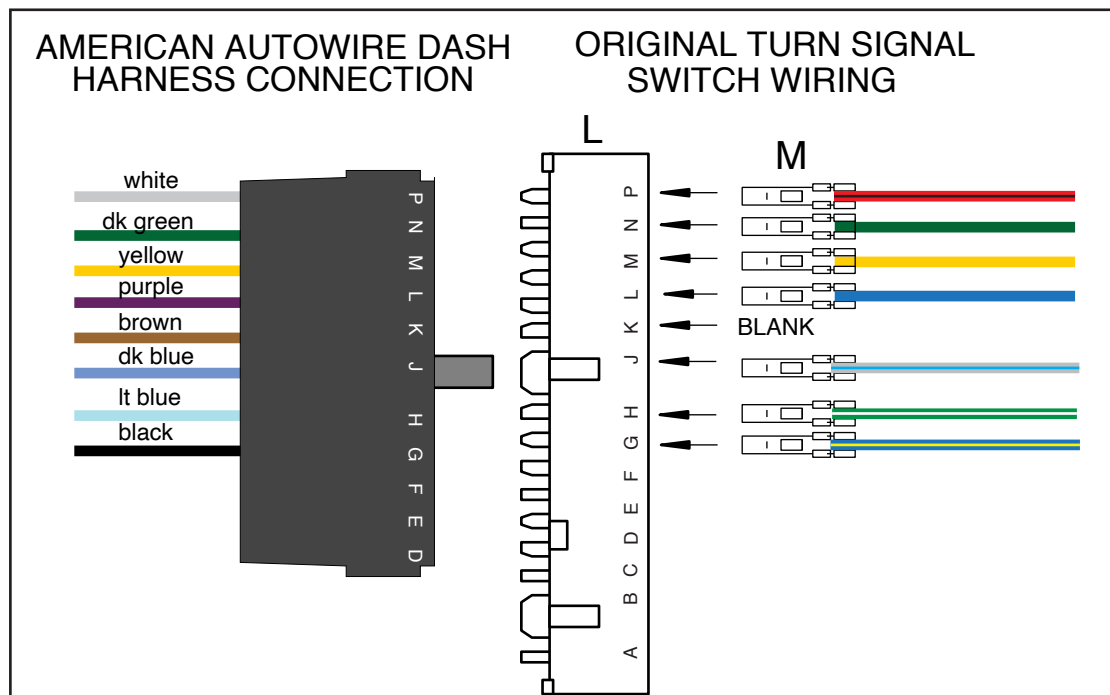 AMERICAN AUTOWIRE DASH
HARNESS CONNECTION
ORIGINAL TURN SIGNAL
SWITCH WIRING
white
dk green
yellow
purple
brown
dk blue
lt blue
black
P
N
M
L
K
J
H
G
F
E
D
L
P
N
M
L
K
J
H
G
F
E
D
C
B
A
M
BLANK